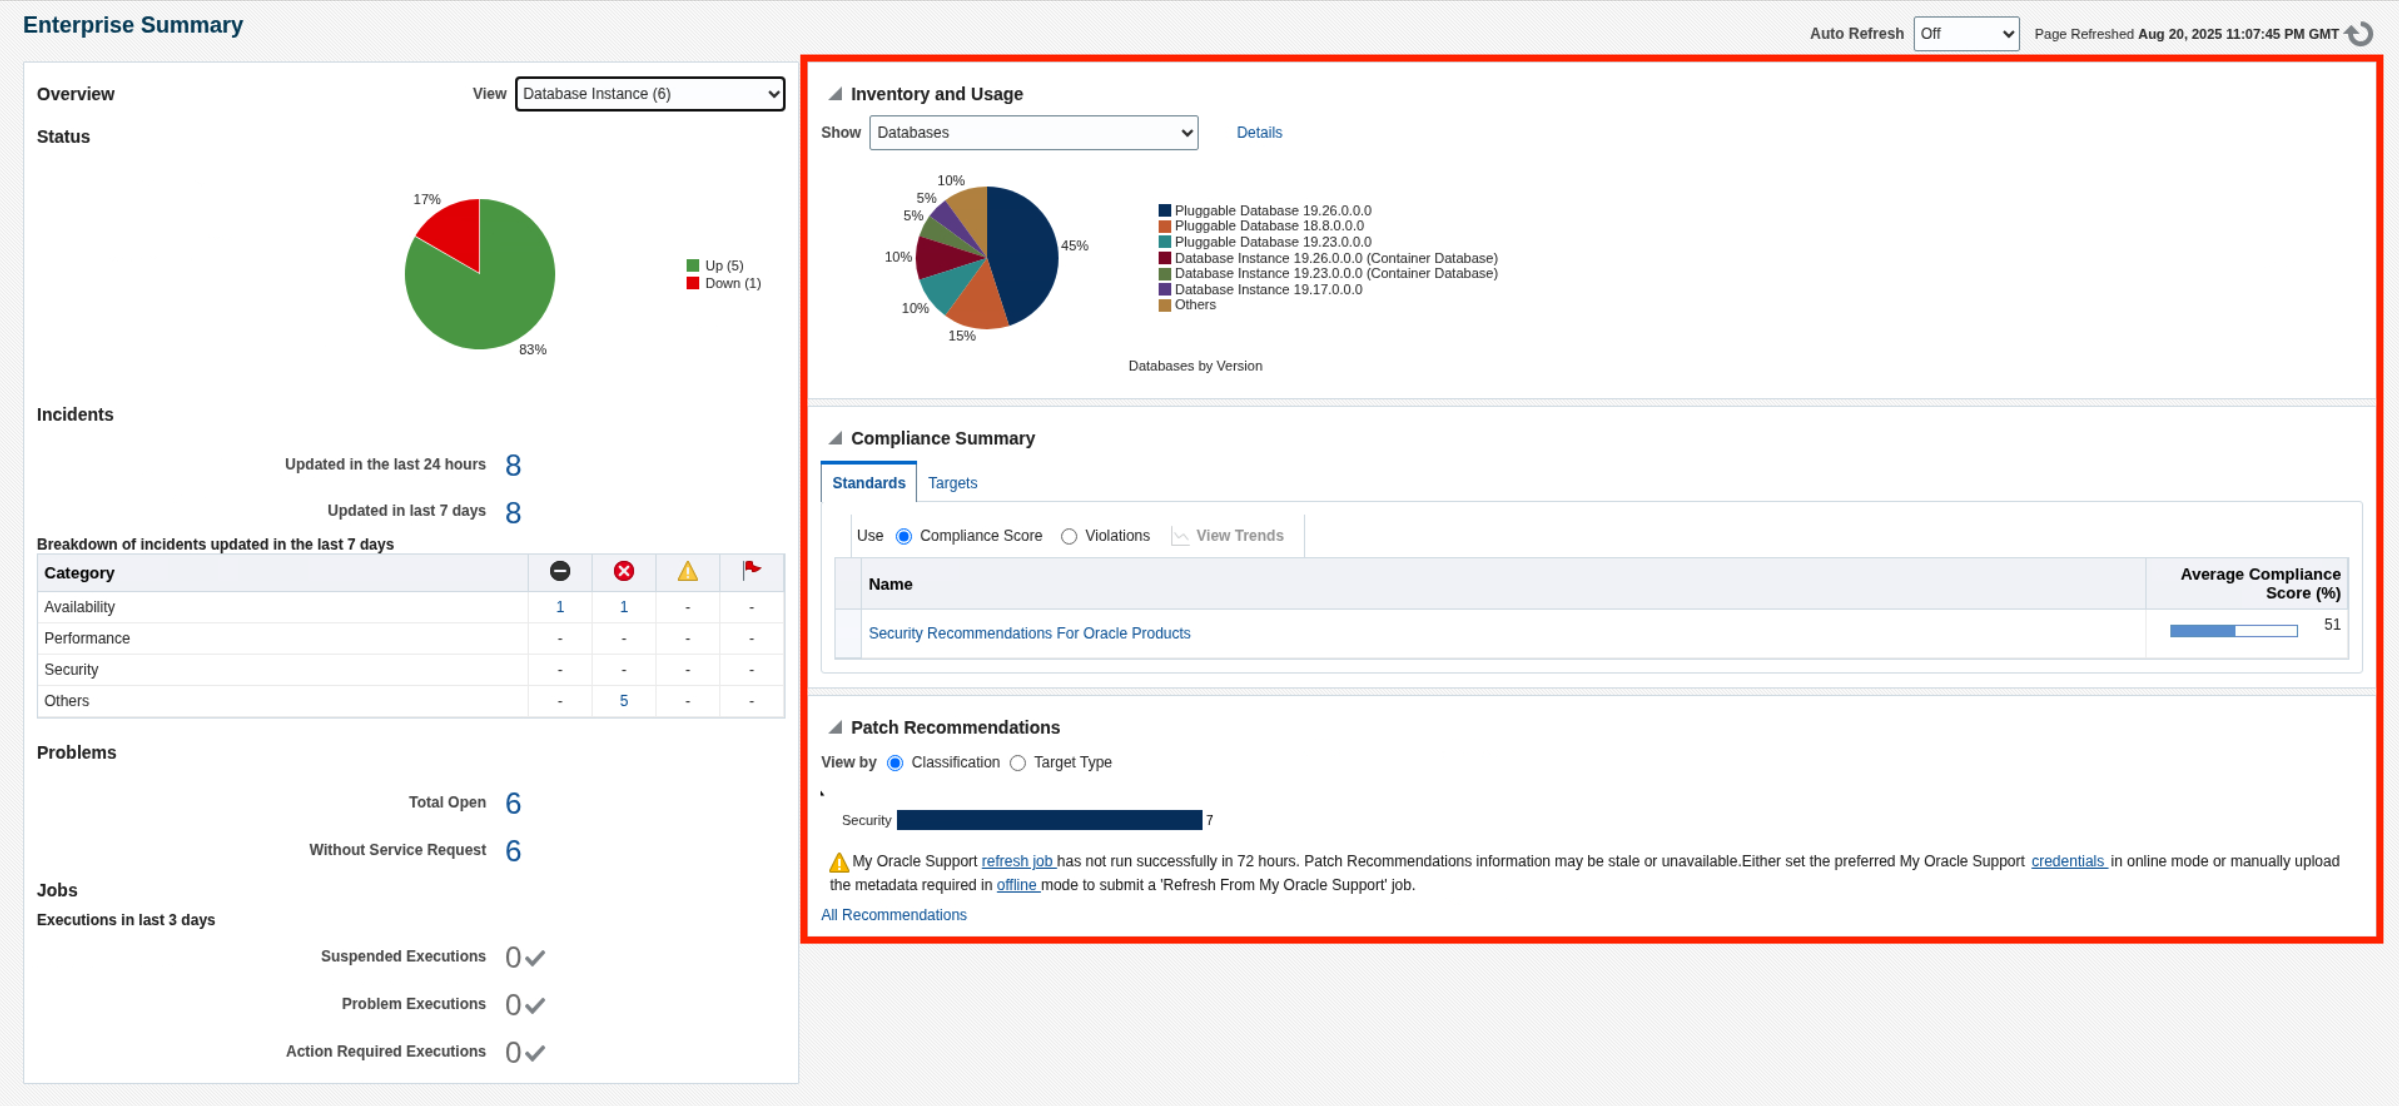 Enterprise Summary
Auto Refresh Off Page Refreshed Aug 20, 2025 11:07:45 PM GMT
Overview
View Database Instance (6)
Status
17%
83%
Up (5)
Down (1)
Incidents
Updated in the last 24 hours 8
Updated in last 7 days 8
Breakdown of incidents updated in the last 7 days
Category
Availability 1 1 - -
Performance - - - -
Security - - - -
Others - 5 - -
Problems
Total Open 6
Without Service Request 6
Jobs
Executions in last 3 days
Suspended Executions 0
Problem Executions 0
Action Required Executions 0
Inventory and Usage
Show Databases Details
10%
5%
5%
10%
10%
15%
45%
Pluggable Database 19.26.0.0.0
Pluggable Database 18.8.0.0.0
Pluggable Database 19.23.0.0.0
Database Instance 19.26.0.0.0 (Container Database)
Database Instance 19.23.0.0.0 (Container Database)
Database Instance 19.17.0.0.0
Others
Databases by Version
Compliance Summary
Standards Targets
Use Compliance Score Violations View Trends
Name
Average Compliance
Score (%)
Security Recommendations For Oracle Products 51
Patch Recommendations
View by Classification Target Type
Security 7
My Oracle Support refresh job has not run successfully in 72 hours. Patch Recommendations information may be stale or unavailable.Either set the preferred My Oracle Support credentials in online mode or manually upload
the metadata required in offline mode to submit a 'Refresh From My Oracle Support' job.
All Recommendations